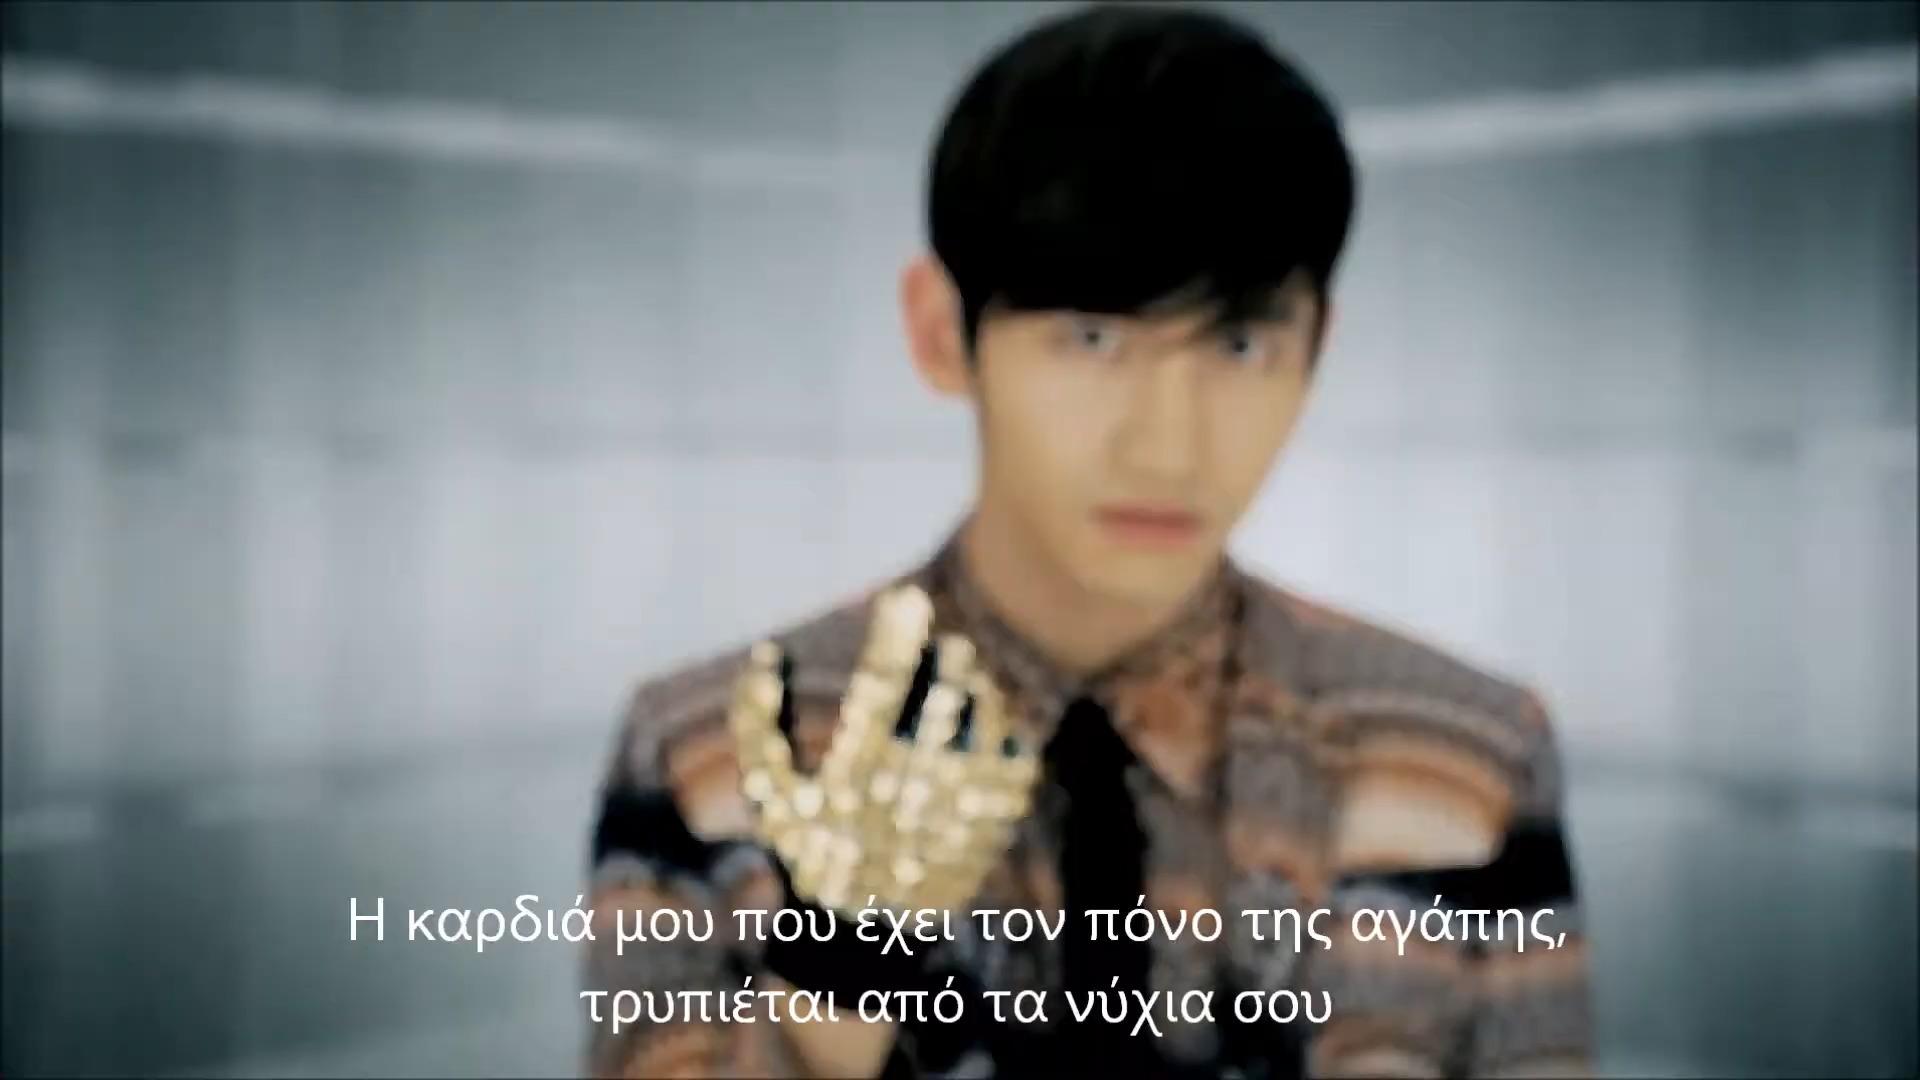 Η καρδιά μου που έχει τον πόνο της αγάπης,
τρυπιέται από τα νύχια σου